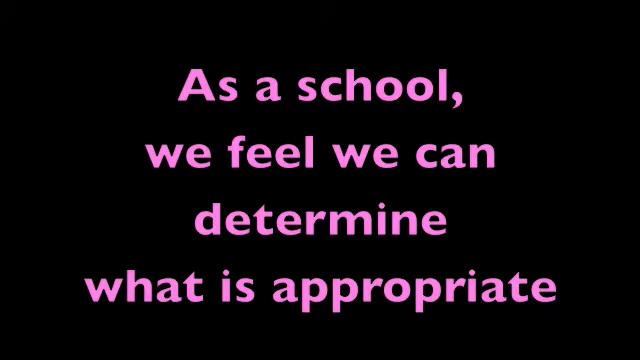 As a school,
we feel we can
determine
what is appropriate